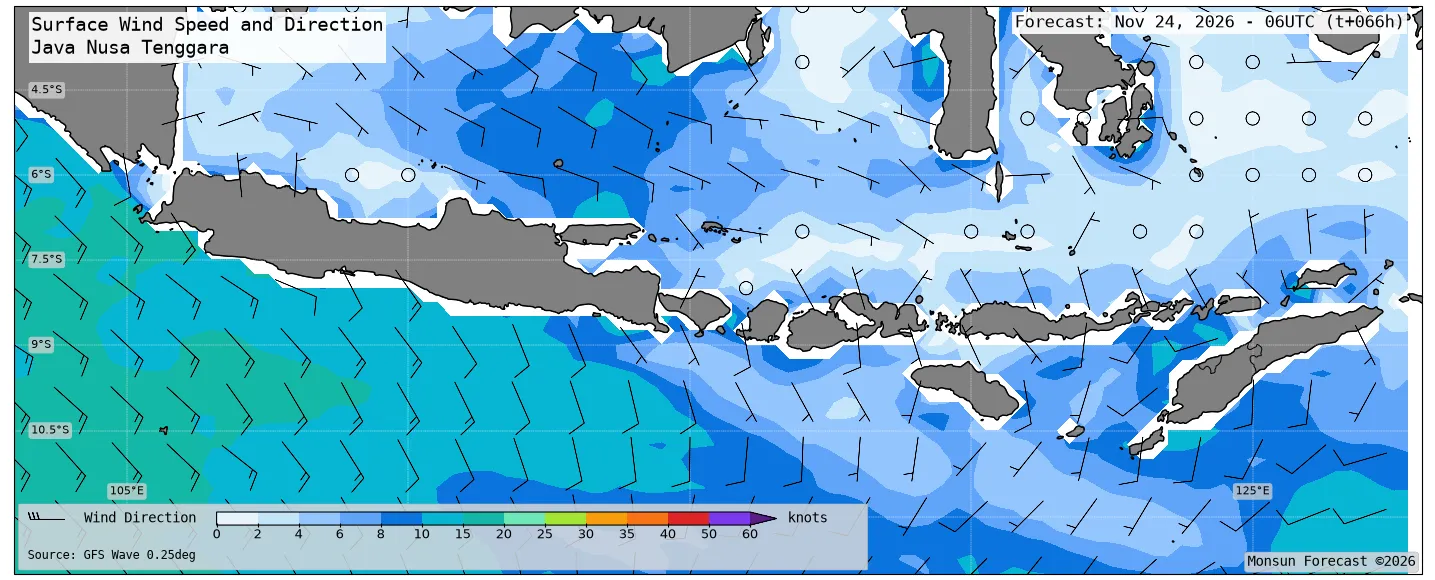 Surface Wind Speed and Direction
Java Nusa Tenggara
Forecast: Nov 24, 2026 - 06UTC (t+066h)
4.5°S
6°S
7.5°S
9°S
10.5°S
105°E
125°E
Wind Direction
0 2 4 6 8 10 15 20 25 30 35 40 50 60
knots
Source: GFS Wave 0.25deg
Monsun Forecast ©2026